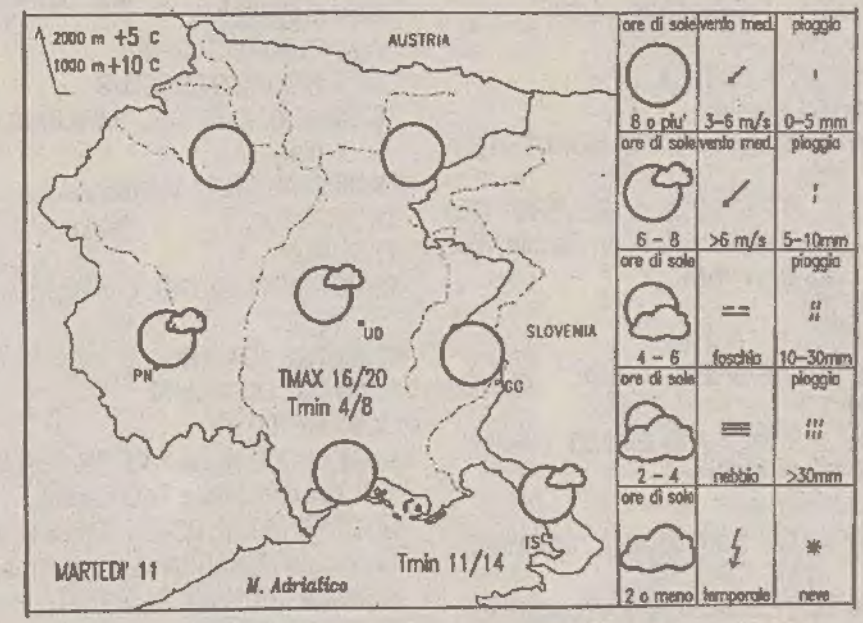 2000 m +5 C
1000 m +10 C
AUSTRIA
SLOVENIA
UD
PN
GO
TMAX 16/20
Tmin 4/8
TS
Tmin 11/14
MARTEDI' 11
M. Adriatico
ore di sole vento med. pioggia
8 o piu' 3-6 m/s 0-5 mm
ore di sole vento med. pioggia
6 - 8 >6 m/s 5-10mm
ore di sole pioggia
4 - 6 foschia 10-30mm
ore di sole pioggia
2 - 4 nebbia >30mm
ore di sole
2 o meno temporale neve